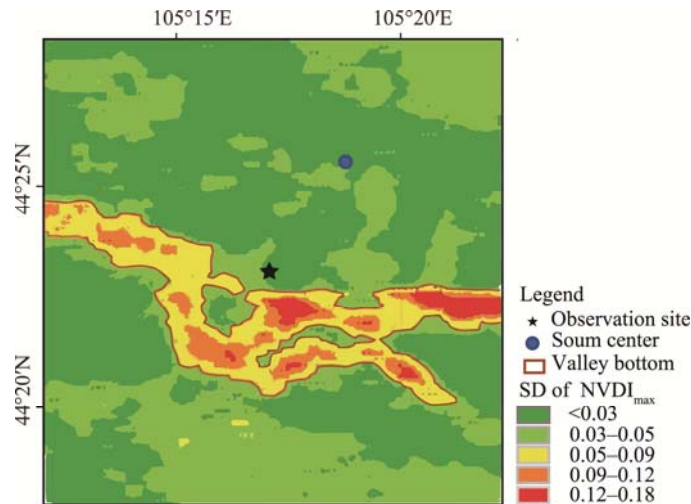 105°15′E
105°20′E
44°25′N
44°20′N
Legend
Observation site
Soum center
Valley bottom
SD of NVDImax
<0.03
0.03–0.05
0.05–0.09
0.09–0.12
0.12–0.18